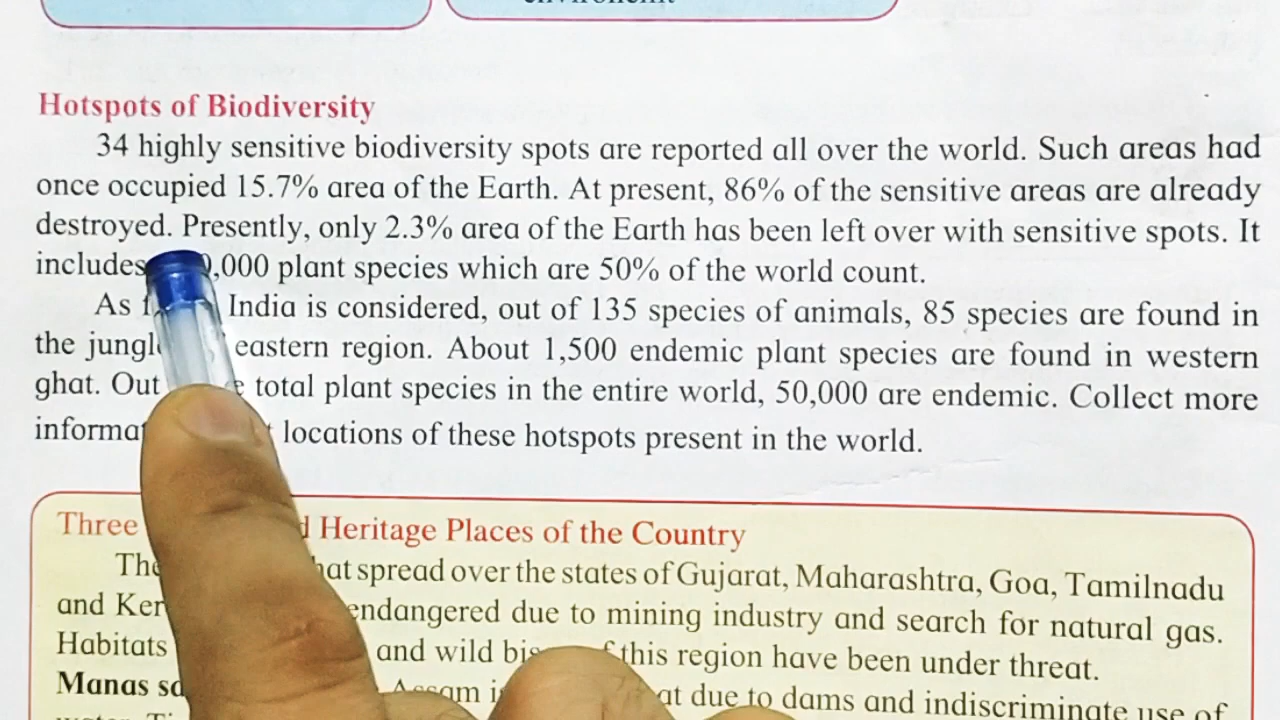 Hotspots of Biodiversity
34 highly sensitive biodiversity spots are reported all over the world. Such areas had
once occupied 15.7% area of the Earth. At present, 86% of the sensitive areas are already
destroyed. Presently, only 2.3% area of the Earth has been left over with sensitive spots. It
includes ,000 plant species which are 50% of the world count.
As India is considered, out of 135 species of animals, 85 species are found in
the eastern region. About 1,500 endemic plant species are found in western
ghat. Out total plant species in the entire world, 50,000 are endemic. Collect more
locations of these hotspots present in the world.
Three Heritage Places of the Country
spread over the states of Gujarat, Maharashtra, Goa, Tamilnadu
and endangered due to mining industry and search for natural gas.
Habitats and wild this region have been under threat.
Manas due to dams and indiscriminate use of